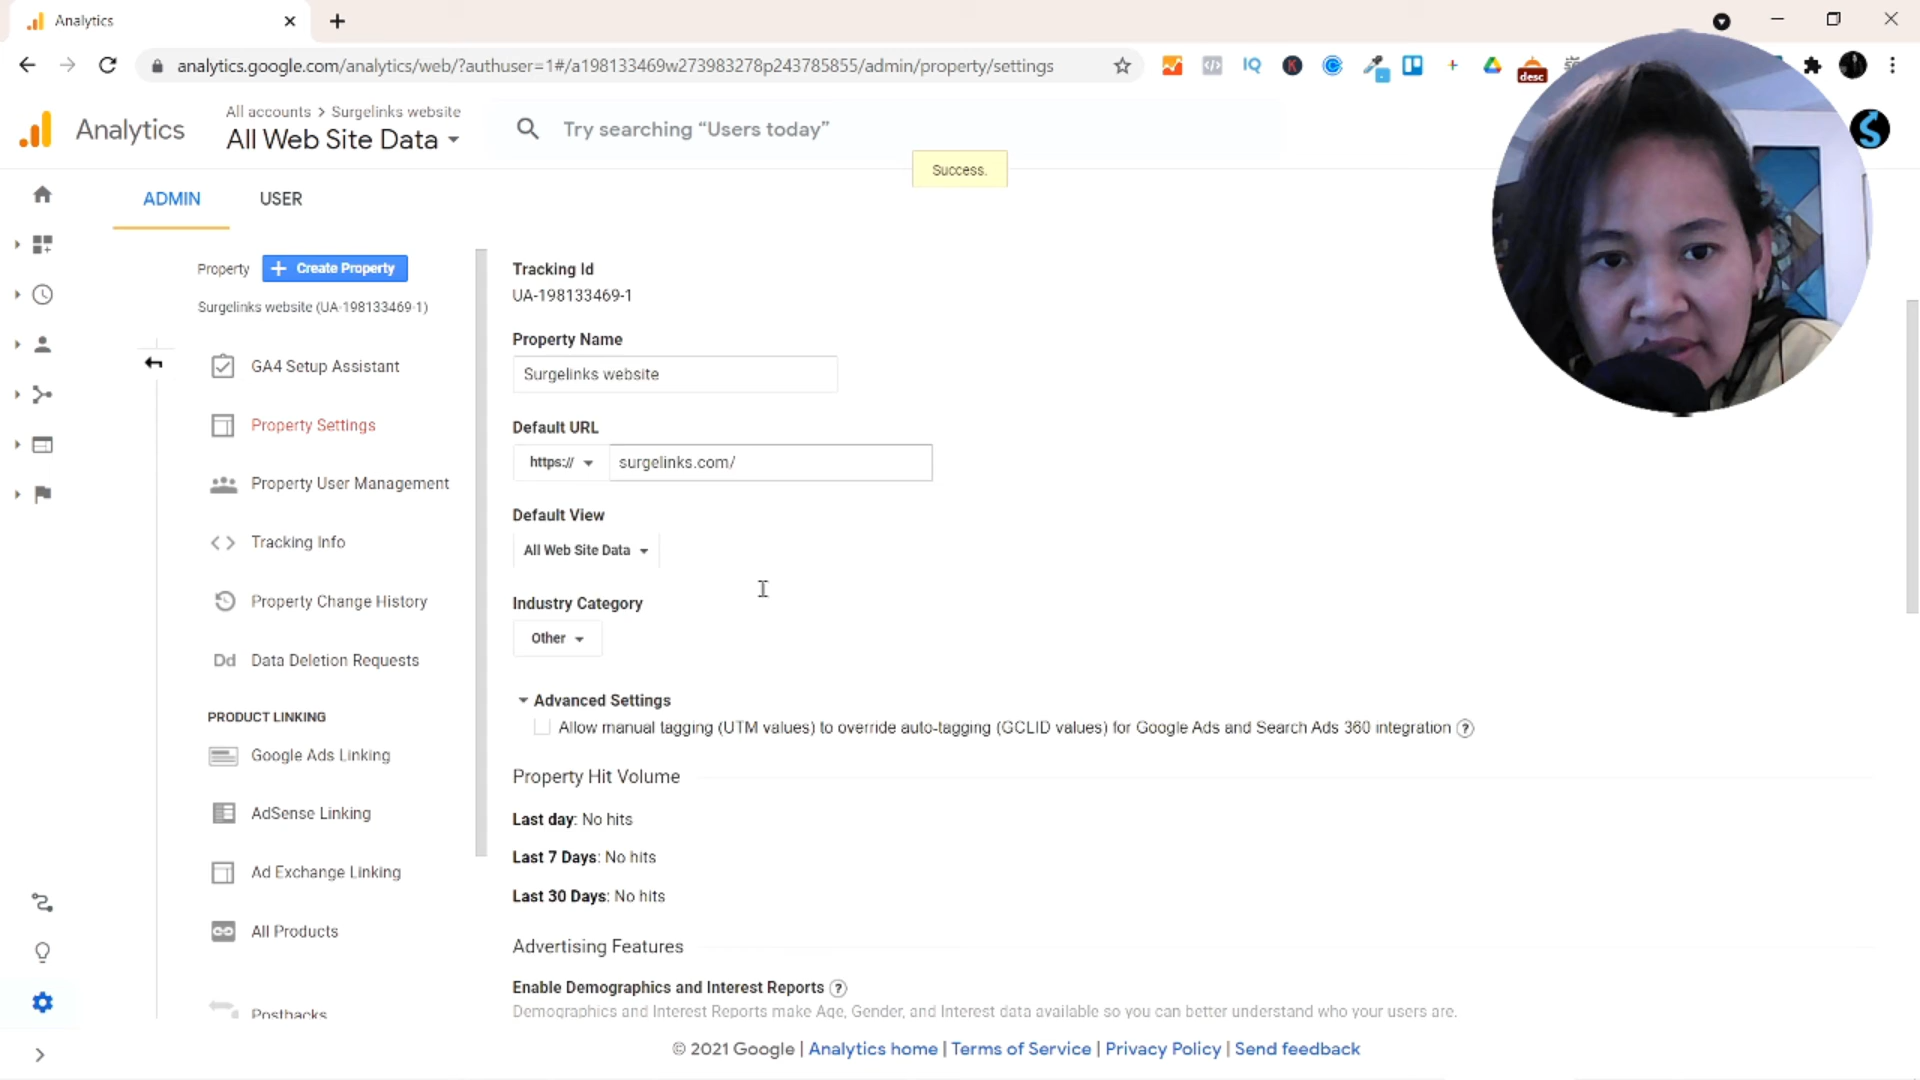 Analytics
analytics.google.com/analytics/web/?authuser=1#/a198133469w273983278p243785855/admin/property/settings
IQ
K
desc
Analytics
All accounts > Surgelinks website
All Web Site Data
Try searching “Users today”
Success.
ADMIN
USER
Property
Create Property
Surgelinks website (UA-198133469-1)
GA4 Setup Assistant
Property Settings
Property User Management
Tracking Info
Property Change History
Dd Data Deletion Requests
PRODUCT LINKING
Google Ads Linking
AdSense Linking
Ad Exchange Linking
All Products
Postbacks
Tracking Id
UA-198133469-1
Property Name
Surgelinks website
Default URL
https:// surgelinks.com/
Default View
All Web Site Data
Industry Category
Other
Advanced Settings
Allow manual tagging (UTM values) to override auto-tagging (GCLID values) for Google Ads and Search Ads 360 integration ?
Property Hit Volume
Last day: No hits
Last 7 Days: No hits
Last 30 Days: No hits
Advertising Features
Enable Demographics and Interest Reports ?
Demographics and Interest Reports make Age, Gender, and Interest data available so you can better understand who your users are.
© 2021 Google | Analytics home | Terms of Service | Privacy Policy | Send feedback